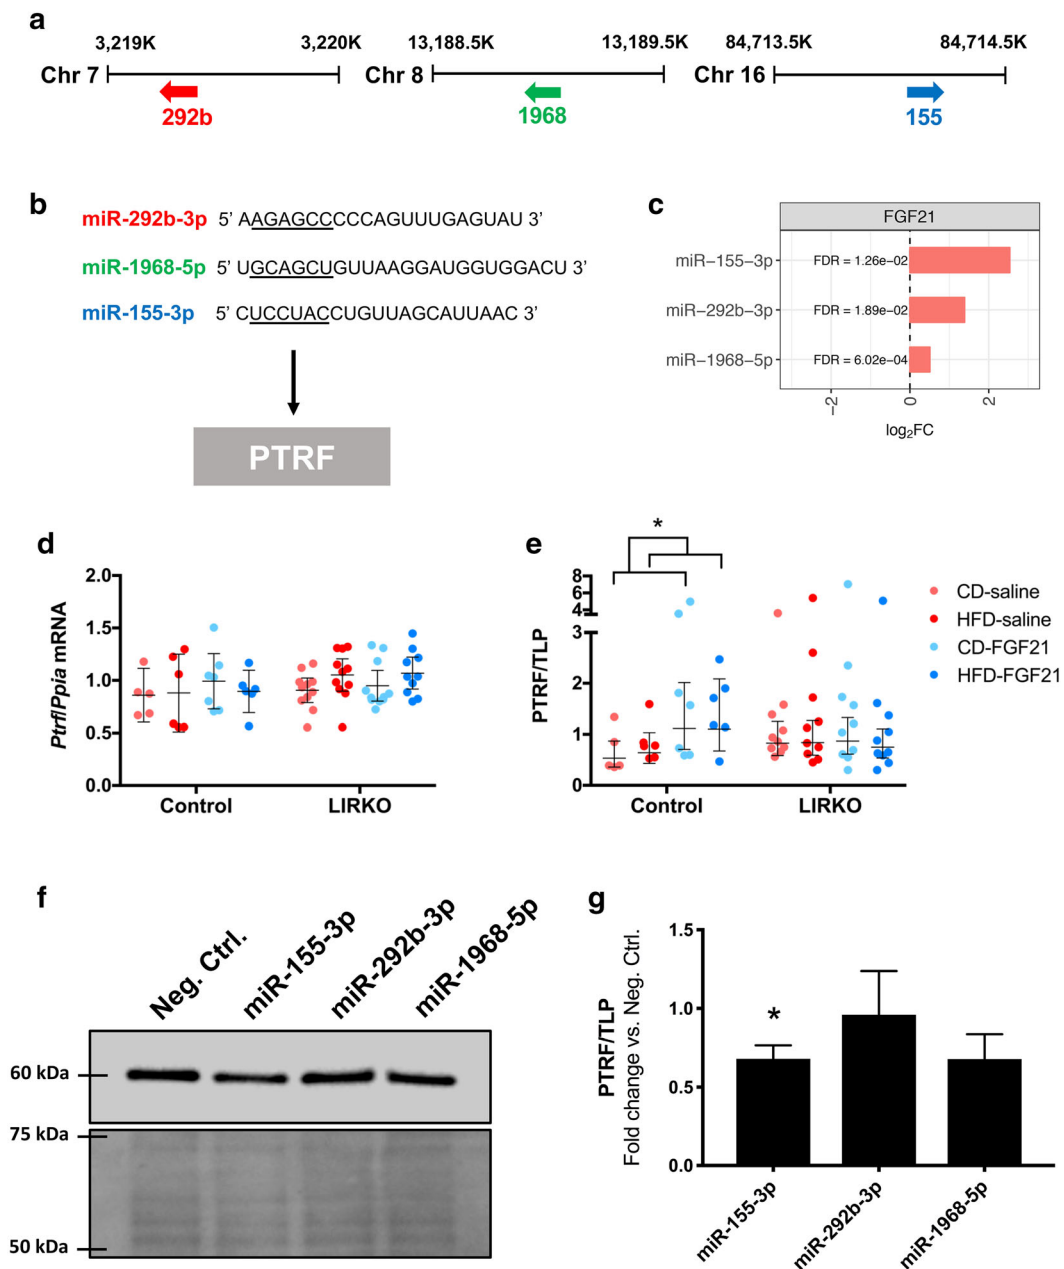 a
3,219K 3,220K 13,188.5K 13,189.5K 84,713.5K 84,714.5K
Chr 7 Chr 8 Chr 16
292b 1968 155
b
miR-292b-3p 5’ AAGAGCCCCCAGUUUGAGUAU 3’
miR-1968-5p 5’ UGCAGCUGUUAAGGAUGGUGGACU 3’
miR-155-3p 5’ CUCCUACCUGUUAGCAUUAAC 3’
PTRF
c
FGF21
miR−155−3p FDR = 1.26e−02
miR−292b−3p FDR = 1.89e−02
miR−1968−5p FDR = 6.02e−04
−2 0 2
log2FC
d
Ptrf/Ppia mRNA
2.0
1.5
1.0
0.5
0.0
Control LIRKO
e
*
PTRF/TLP
8
6
4
3
2
1
0
Control LIRKO
CD-saline
HFD-saline
CD-FGF21
HFD-FGF21
f
Neg. Ctrl.
miR-155-3p
miR-292b-3p
miR-1968-5p
60 kDa
75 kDa
50 kDa
g
PTRF/TLP
Fold change vs. Neg. Ctrl.
1.5
1.0
0.5
0.0
*
miR-155-3p
miR-292b-3p
miR-1968-5p